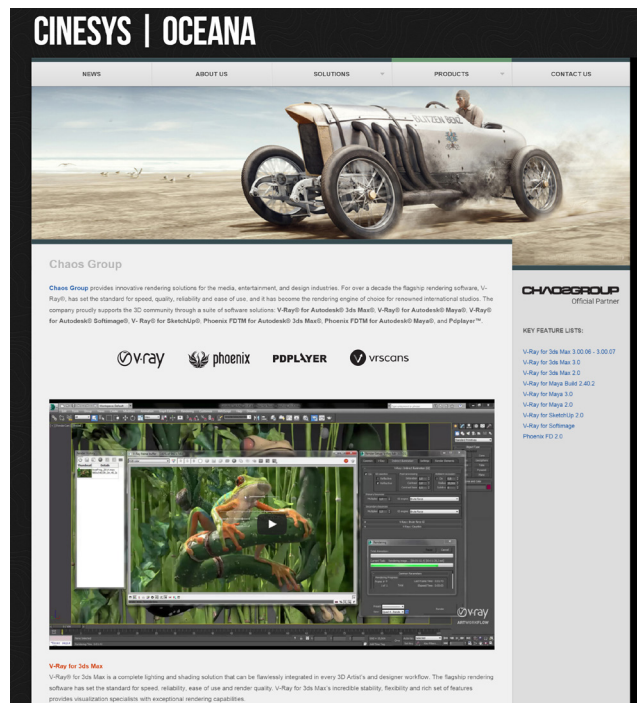 CINESYS | OCEANA
NEWS
ABOUT US
SOLUTIONS
PRODUCTS
CONTACT US
BLITZEN BENZ
Chaos Group
Chaos Group provides innovative rendering solutions for the media, entertainment, and design industries. For over a decade the flagship rendering software, V-
Ray®, has set the standard for speed, quality, reliability and ease of use, and it has become the rendering engine of choice for renowned international studios. The
company proudly supports the 3D community through a suite of software solutions: V-Ray® for Autodesk® 3ds Max®, V-Ray® for Autodesk® Maya®, V-Ray®
for Autodesk® Softimage®, V- Ray® for SketchUp®, Phoenix FDTM for Autodesk® 3ds Max®, Phoenix FDTM for Autodesk® Maya®, and Pdplayer™.
v·ray
phoenix
PDPLAYER
vrscans
v·ray
V-Ray for 3ds Max
V-Ray® for 3ds Max is a complete lighting and shading solution that can be flawlessly integrated in every 3D Artist's and designer workflow. The flagship rendering
software has set the standard for speed, reliability, ease of use and render quality. V-Ray for 3ds Max's incredible stability, flexibility and rich set of features
provides visualization specialists with exceptional rendering capabilities.
CHAOSGROUP
Official Partner
KEY FEATURE LISTS:
V-Ray for 3ds Max 3.00.06 - 3.00.07
V-Ray for 3ds Max 3.0
V-Ray for 3ds Max 2.0
V-Ray for Maya Build 2.40.2
V-Ray for Maya 3.0
V-Ray for Maya 2.0
V-Ray for SketchUp 2.0
V-Ray for Softimage
Phoenix FD 2.0